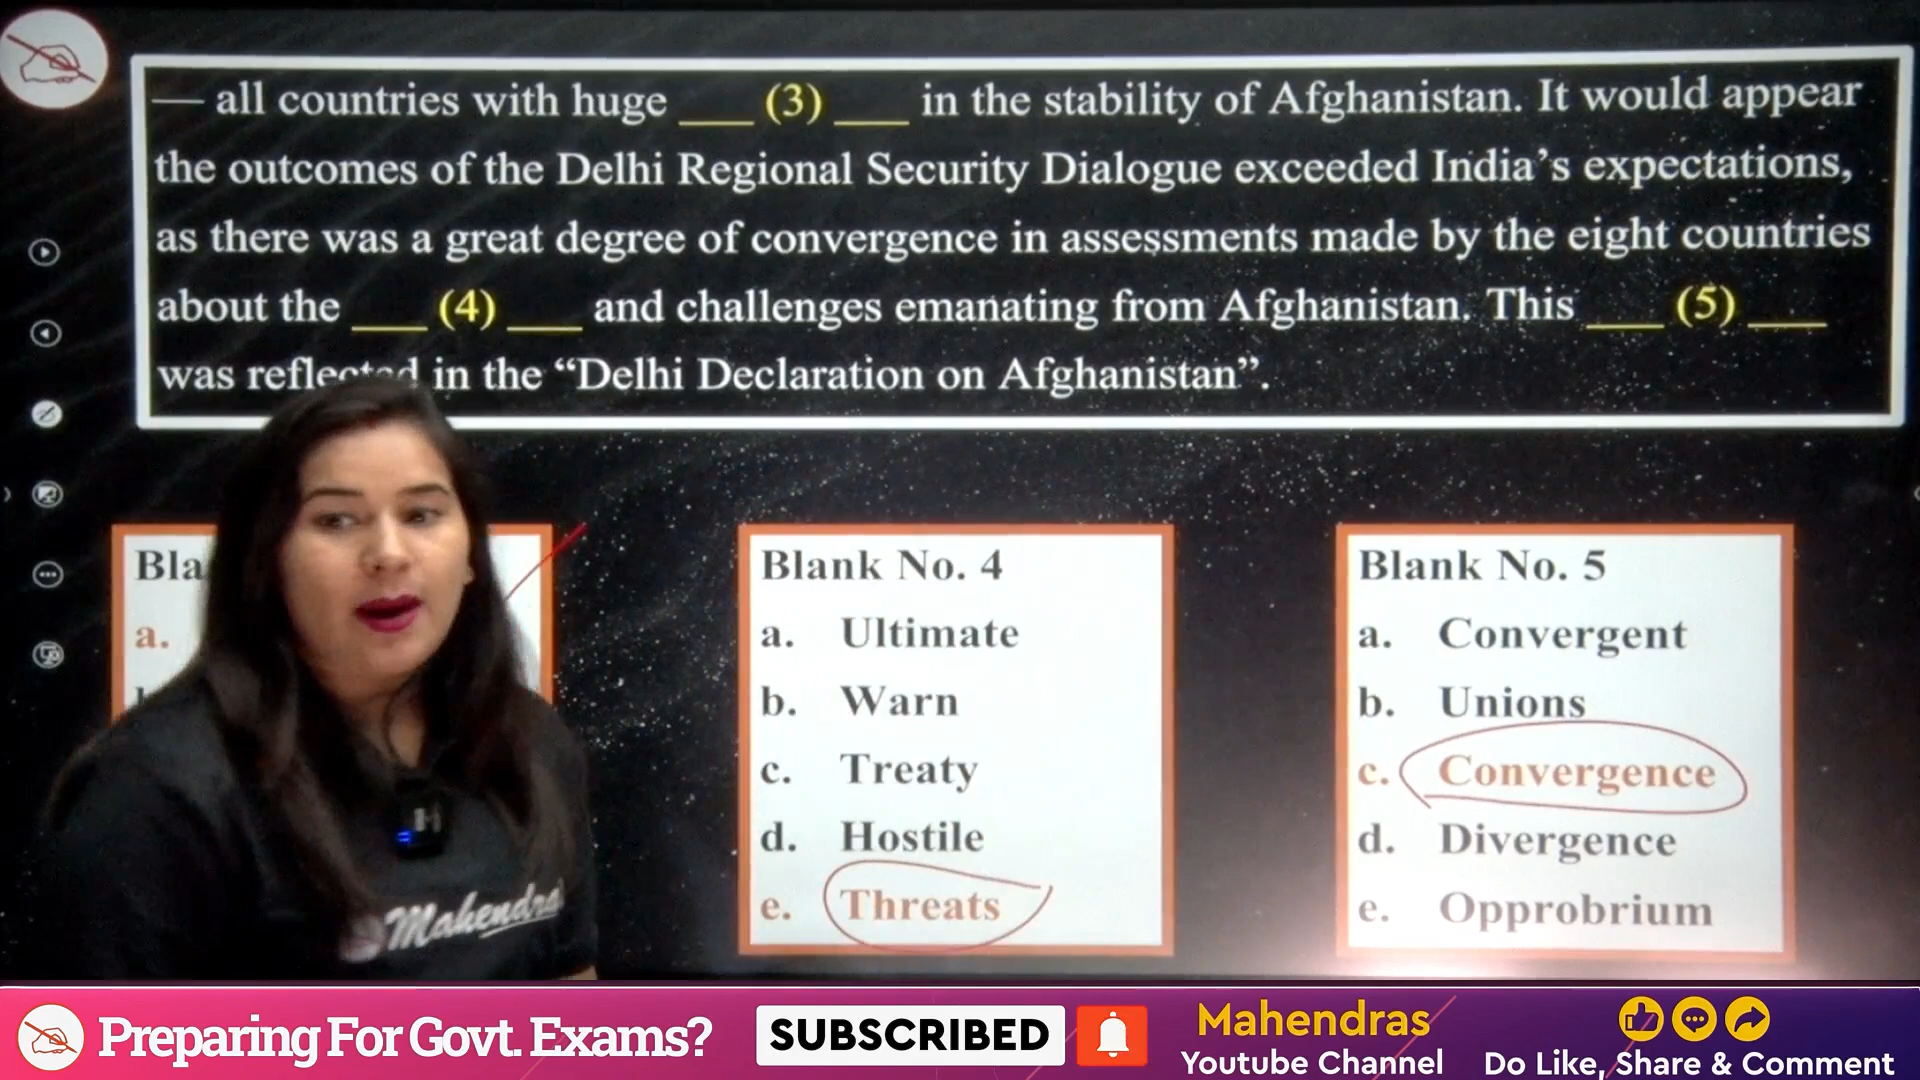 — all countries with huge ___ (3) ___ in the stability of Afghanistan. It would appear
the outcomes of the Delhi Regional Security Dialogue exceeded India’s expectations,
as there was a great degree of convergence in assessments made by the eight countries
about the ___ (4) ___ and challenges emanating from Afghanistan. This ___ (5) ___
was reflected in the “Delhi Declaration on Afghanistan”.
a.
Blank No. 4
a. Ultimate
b. Warn
c. Treaty
d. Hostile
e. Threats
Blank No. 5
a. Convergent
b. Unions
c. Convergence
d. Divergence
e. Opprobrium
Mahendra
Preparing For Govt. Exams?
SUBSCRIBED
Mahendras
Youtube Channel
Do Like, Share & Comment